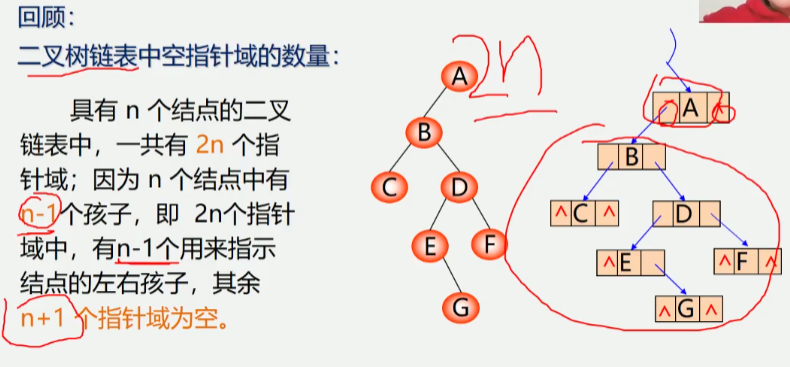 回顾：
二叉树链表中空指针域的数量：
具有 n 个结点的二叉
链表中，一共有 2n 个指
针域；因为 n 个结点中有
n-1个孩子，即 2n个指针
域中，有n-1个用来指示
结点的左右孩子，其余
n+1 个指针域为空。
2n
A
B
C D
E F
G
A ^
B
^ C ^ D
^ E ^ F ^
^ G ^